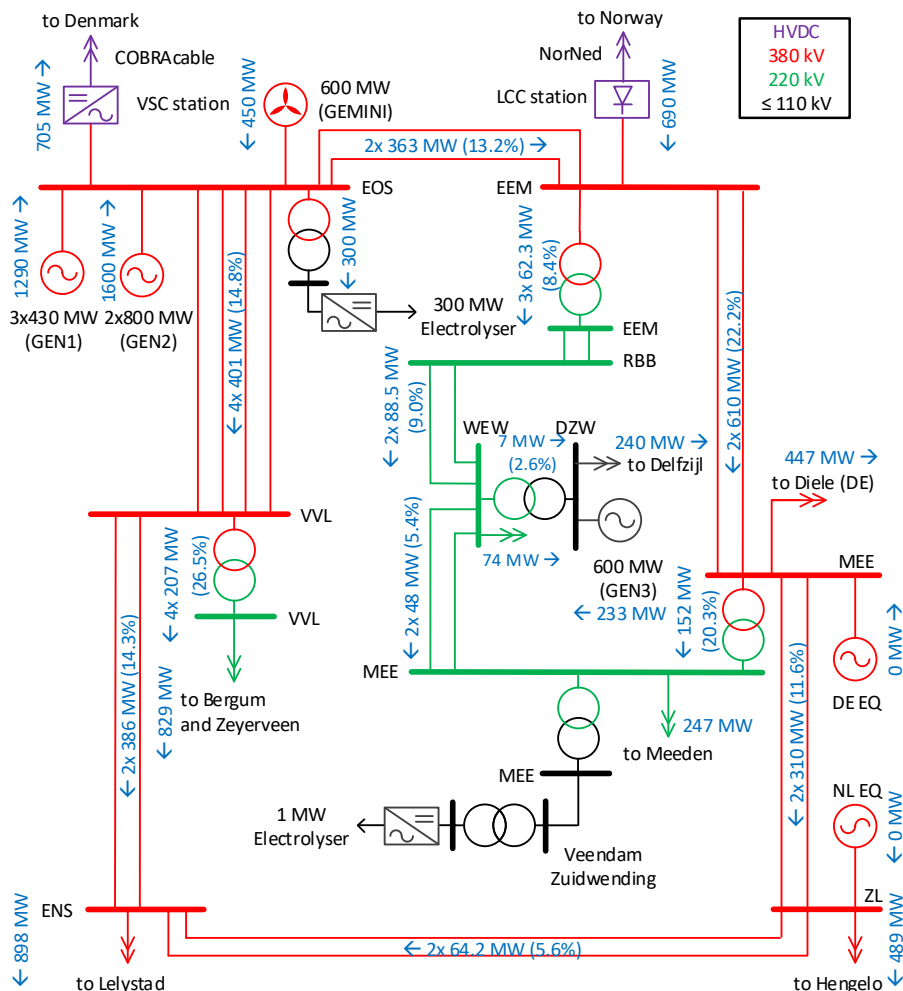 to Denmark
COBRAcable
705 MW →
VSC station
← 450 MW
600 MW
(GEMINI)
to Norway
NorNed
LCC station
← 690 MW
HVDC
380 kV
220 kV
≤ 110 kV
2x 363 MW (13.2%) →
EOS
EEM
1290 MW →
1600 MW →
3x430 MW
(GEN1)
2x800 MW
(GEN2)
← 4x 401 MW (14.8%)
← 300 MW
300 MW
Electrolyser
← 3x 62.3 MW
(8.4%)
EEM
RBB
← 2x 88.5 MW
(9.0%)
← 2x 610 MW (22.2%)
WEW
7 MW →
(2.6%)
DZW
240 MW →
to Delfzijl
447 MW →
to Diele (DE)
VVL
← 4x 207 MW
(26.5%)
← 2x 48 MW (5.4%)
74 MW →
600 MW
(GEN3)
← 233 MW
← 152 MW
(20.3%)
MEE
0 MW →
VVL
MEE
DE EQ
← 2x 386 MW (14.3%)
← 829 MW
to Bergum
and Zeyerveen
247 MW
to Meeden
← 2x 310 MW (11.6%)
MEE
NL EQ
← 0 MW
1 MW
Electrolyser
Veendam
Zuidwending
ENS
ZL
← 898 MW
← 2x 64.2 MW (5.6%)
← 489 MW
to Lelystad
to Hengelo